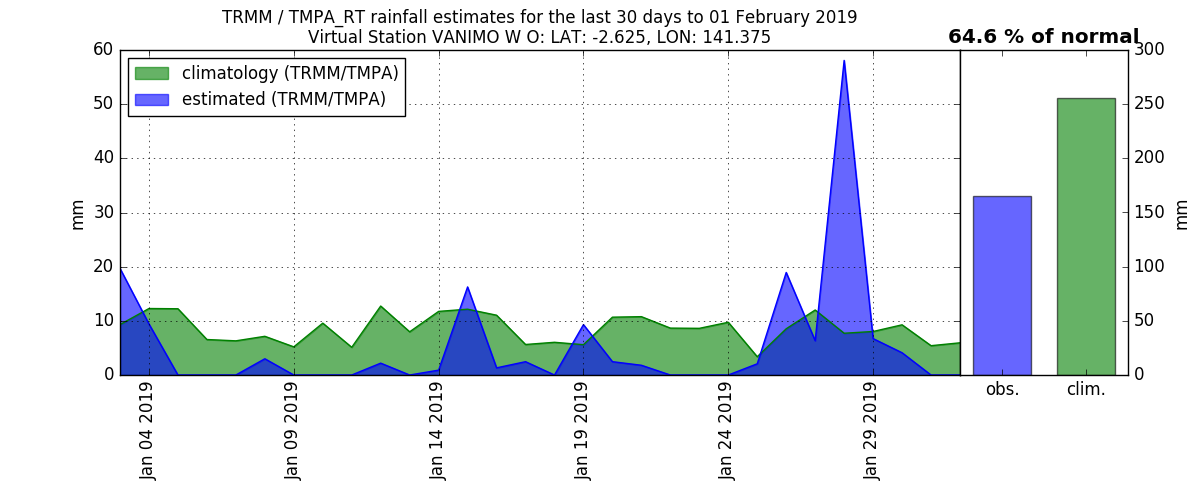 TRMM / TMPA_RT rainfall estimates for the last 30 days to 01 February 2019
Virtual Station VANIMO W O: LAT: -2.625, LON: 141.375
64.6 % of normal
climatology (TRMM/TMPA)
estimated (TRMM/TMPA)
60
50
40
30
20
10
0
mm
Jan 04 2019
Jan 09 2019
Jan 14 2019
Jan 19 2019
Jan 24 2019
Jan 29 2019
obs.
clim.
300
250
200
150
100
50
0
mm